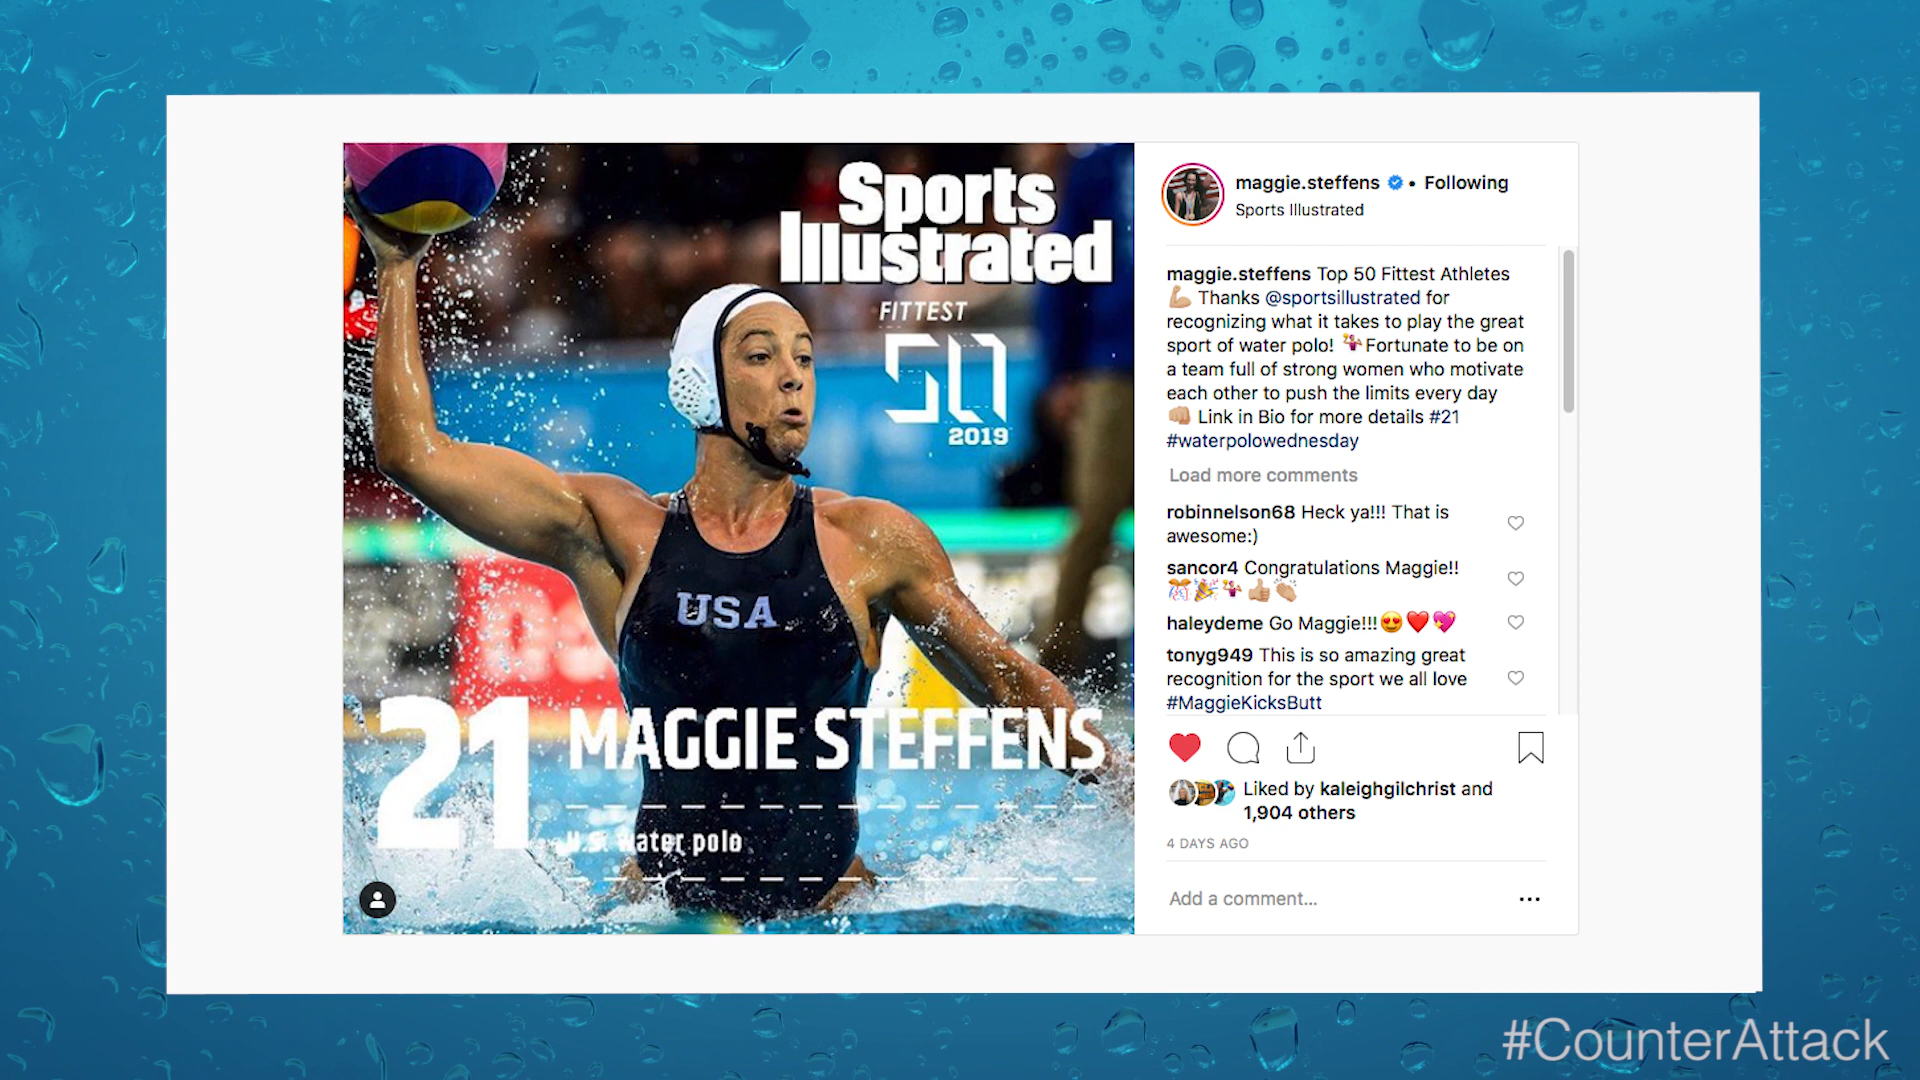 Sports
Illustrated
FITTEST
50
2019
USA
21 MAGGIE STEFFENS
U.S. water polo
maggie.steffens • Following
Sports Illustrated
maggie.steffens Top 50 Fittest Athletes
💪🏼 Thanks @sportsillustrated for
recognizing what it takes to play the great
sport of water polo! 🤾🏼‍♀️Fortunate to be on
a team full of strong women who motivate
each other to push the limits every day
👊🏼 Link in Bio for more details #21
#waterpolowednesday
Load more comments
robinnelson68 Heck ya!!! That is
awesome:)
sancor4 Congratulations Maggie!!
🎊🎉🤾🏼‍♀️👍🏼👏🏼
haleydeme Go Maggie!!!😍❤️💖
tonyg949 This is so amazing great
recognition for the sport we all love
#MaggieKicksButt
Liked by kaleighgilchrist and
1,904 others
4 DAYS AGO
Add a comment...
#CounterAttack